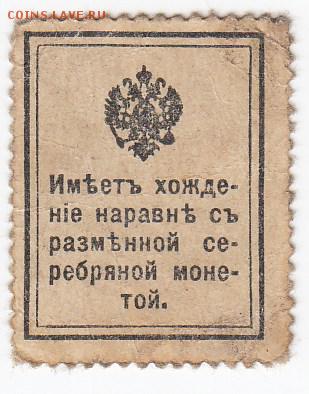 COINS.LAVE.RU
Имѣетъ хожде-
ніе наравнѣ съ
размѣнной се-
ребряной моне-
той.